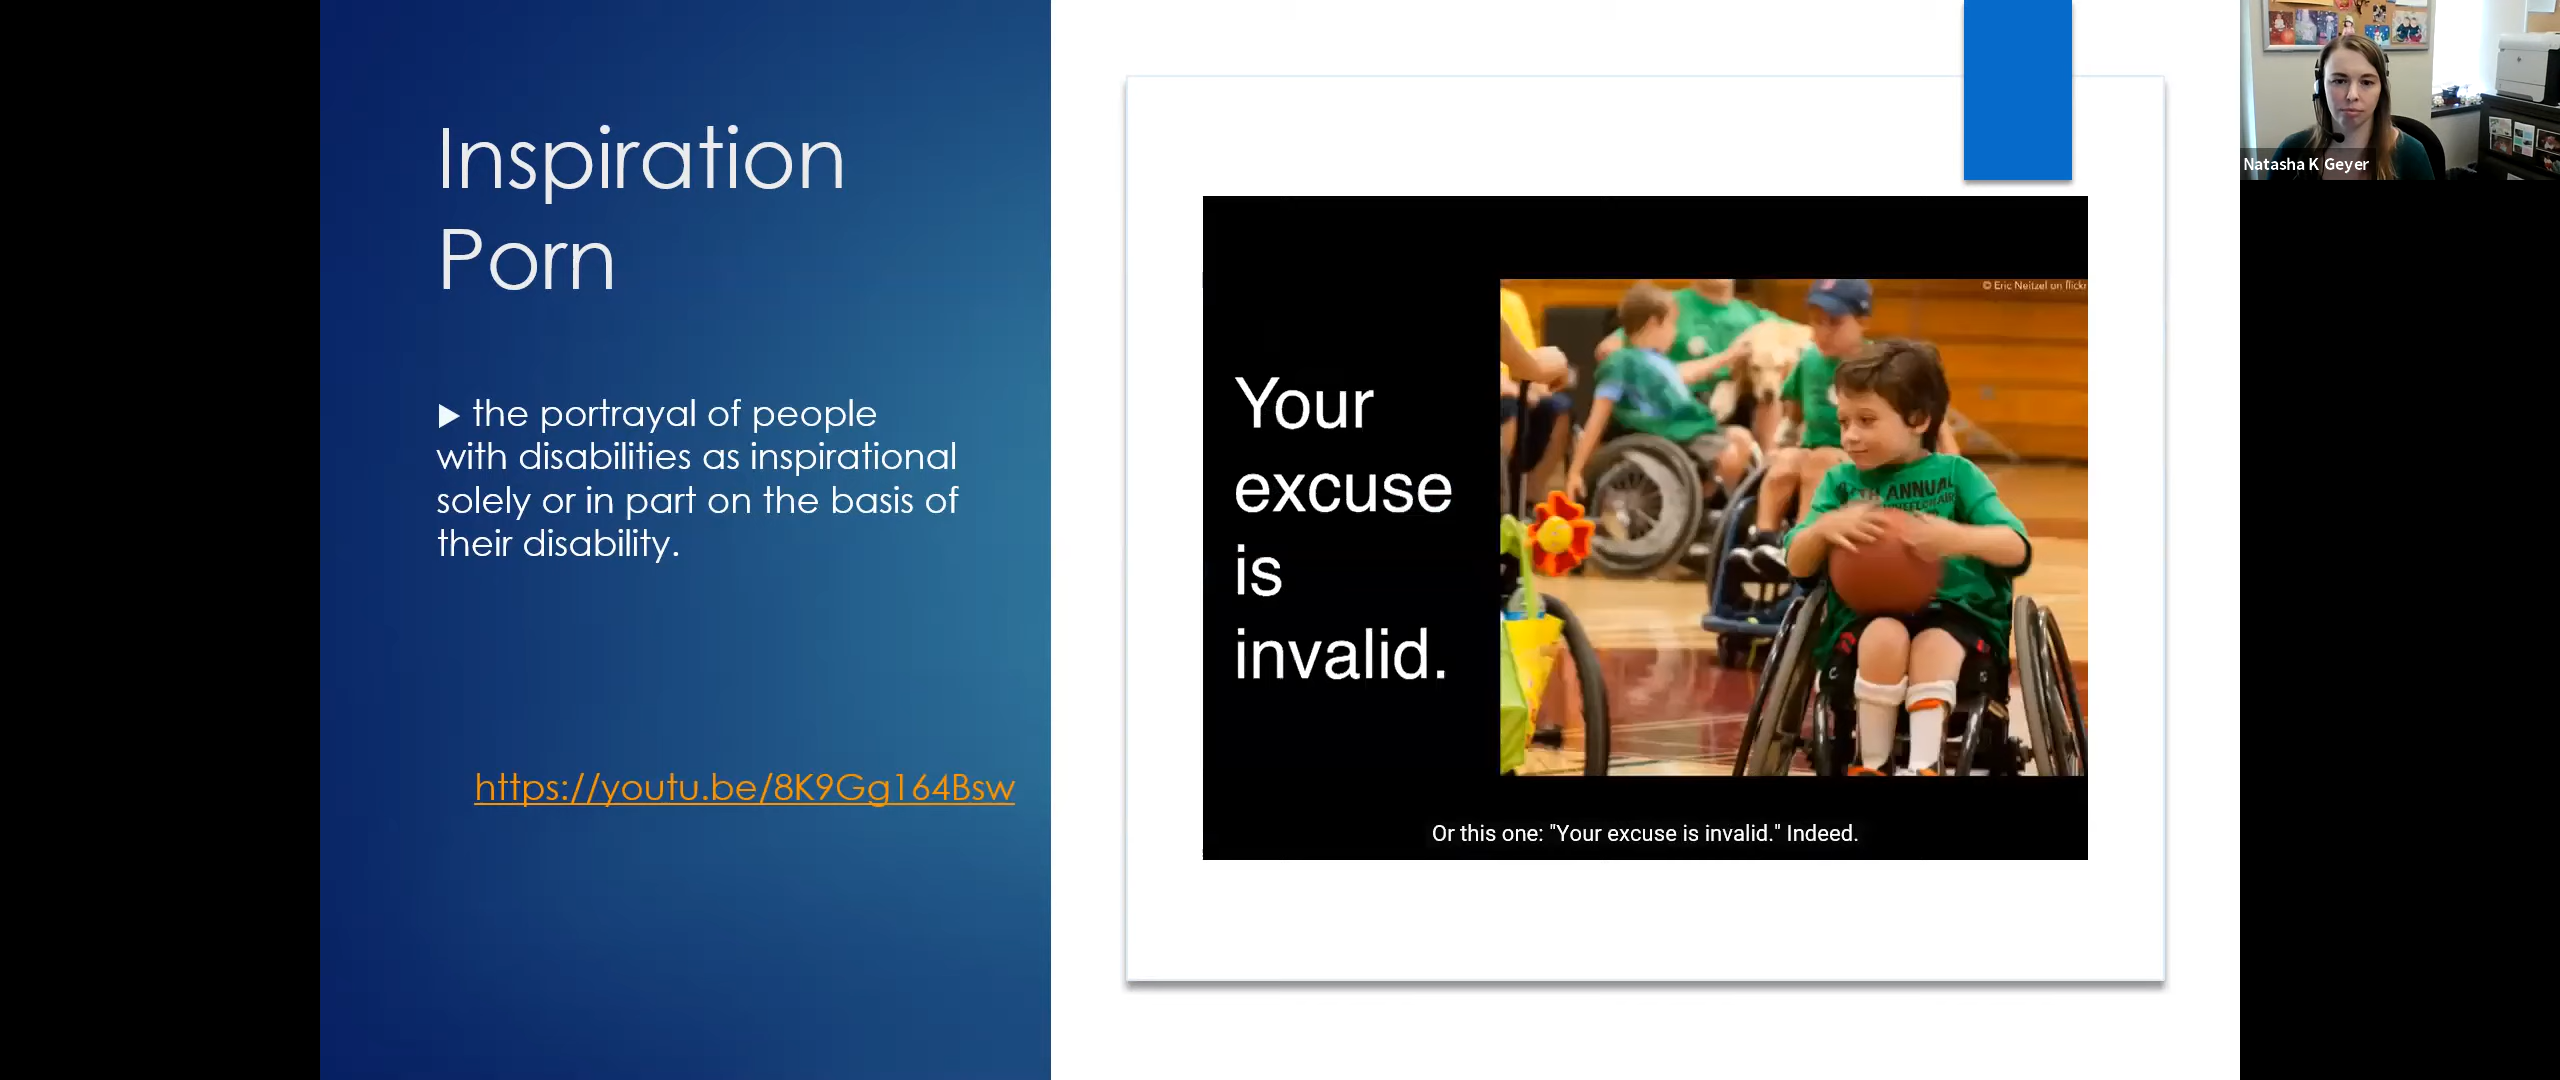 Inspiration
Porn
▶ the portrayal of people
with disabilities as inspirational
solely or in part on the basis of
their disability.
https://youtu.be/8K9Gg164Bsw
© Eric Neitzel on flickr
Your
excuse
is
invalid.
TH ANNUAL
Or this one: "Your excuse is invalid." Indeed.
Natasha K Geyer